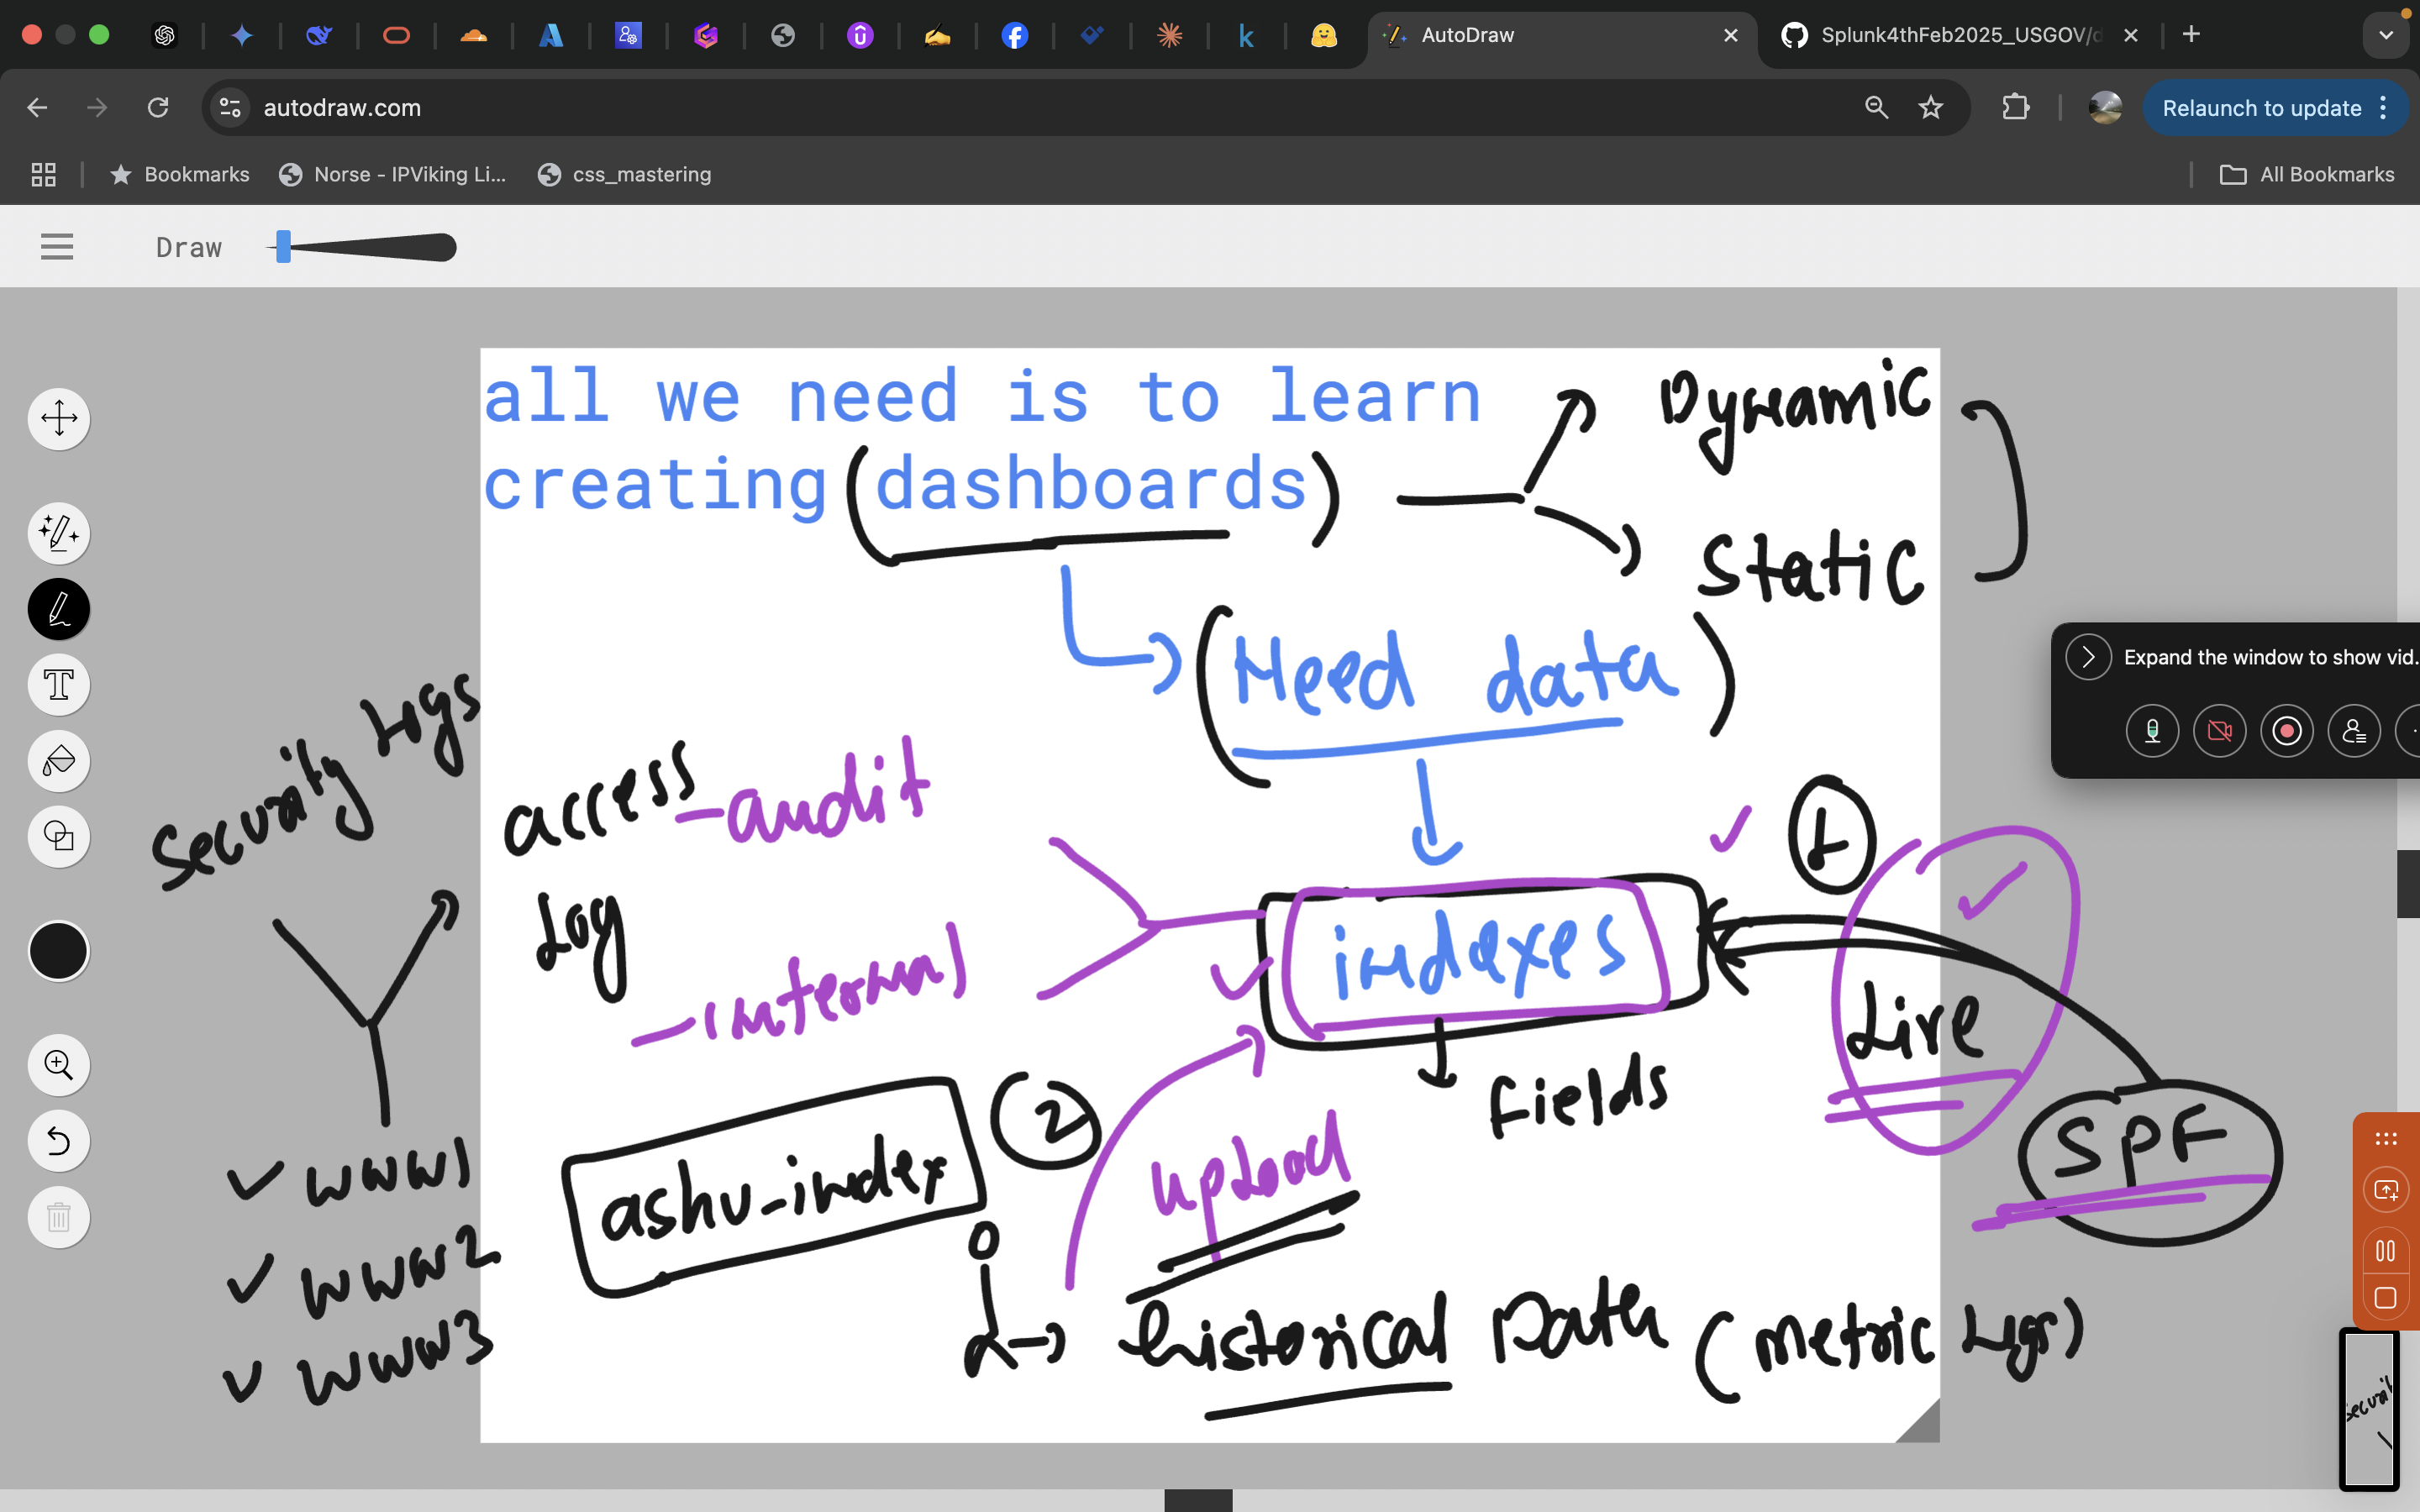 AutoDraw
Splunk4thFeb2025_USGOV/
autodraw.com
Relaunch to update
Bookmarks
Norse - IPViking Li...
css_mastering
All Bookmarks
Draw
all we need is to learn
creating (dashboards)
Dynamic
Static
(Need data)
Expand the window to show vid.
Security Logs
access
Log
_audit
_internal
indexes
1
Live
SPF
Fields
www1
www2
www3
ashu-index
2
upload
historical Data (metric Logs)